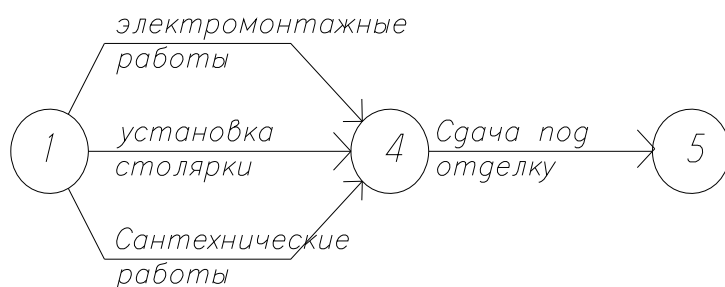 электромонтажные
работы
1
установка
столярки
4
Сдача под
отделку
5
Сантехнические
работы